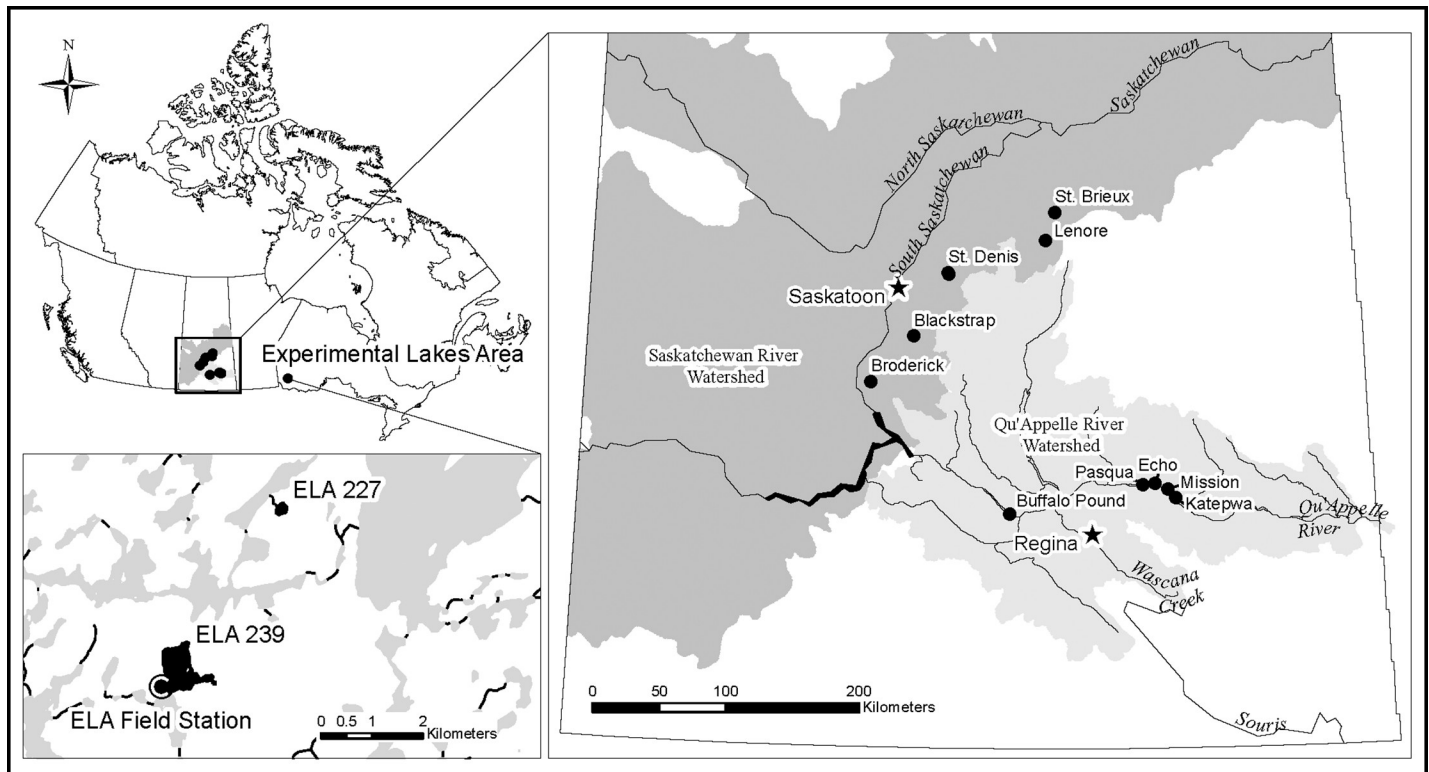 N
Experimental Lakes Area
ELA 227
ELA 239
ELA Field Station
0 0.5 1 2
Kilometers
North Saskarchewan
Saskatchewan
South Saskatchewan
St. Brieux
Lenore
St. Denis
Saskatoon
Blackstrap
Saskatchewan River
Watershed
Broderick
Qu'Appelle River
Watershed
Pasqua
Echo
Mission
Katepwa
Buffalo Pound
Qu'Appelle
River
Regina
Wascana
Creek
0 50 100 200
Kilometers
Souris